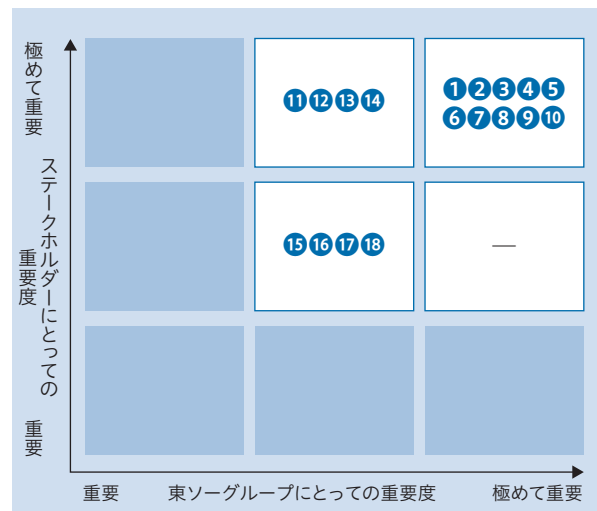 極めて重要
ステークホルダーにとっての
重要度
重要
⓫⓬⓭⓮
❶❷❸❹❺
❻❼❽❾❿
⓯⓰⓱⓲
—
重要
東ソーグループにとっての重要度
極めて重要